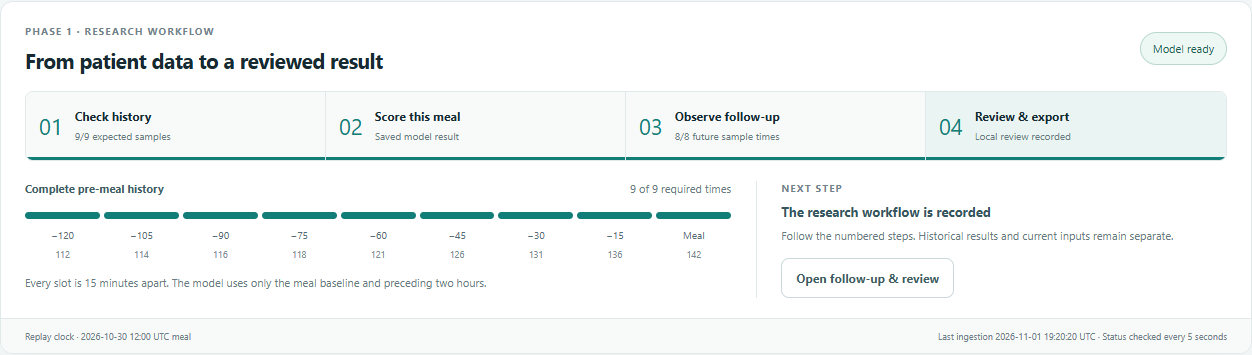 PHASE 1 · RESEARCH WORKFLOW
From patient data to a reviewed result
Model ready
01 Check history
9/9 expected samples
02 Score this meal
Saved model result
03 Observe follow-up
8/8 future sample times
04 Review & export
Local review recorded
Complete pre-meal history 9 of 9 required times
−120 −105 −90 −75 −60 −45 −30 −15 Meal
112 114 116 118 121 126 131 136 142
Every slot is 15 minutes apart. The model uses only the meal baseline and preceding two hours.
NEXT STEP
The research workflow is recorded
Follow the numbered steps. Historical results and current inputs remain separate.
Open follow-up & review
Replay clock · 2026-10-30 12:00 UTC meal
Last ingestion 2026-11-01 19:20:20 UTC · Status checked every 5 seconds